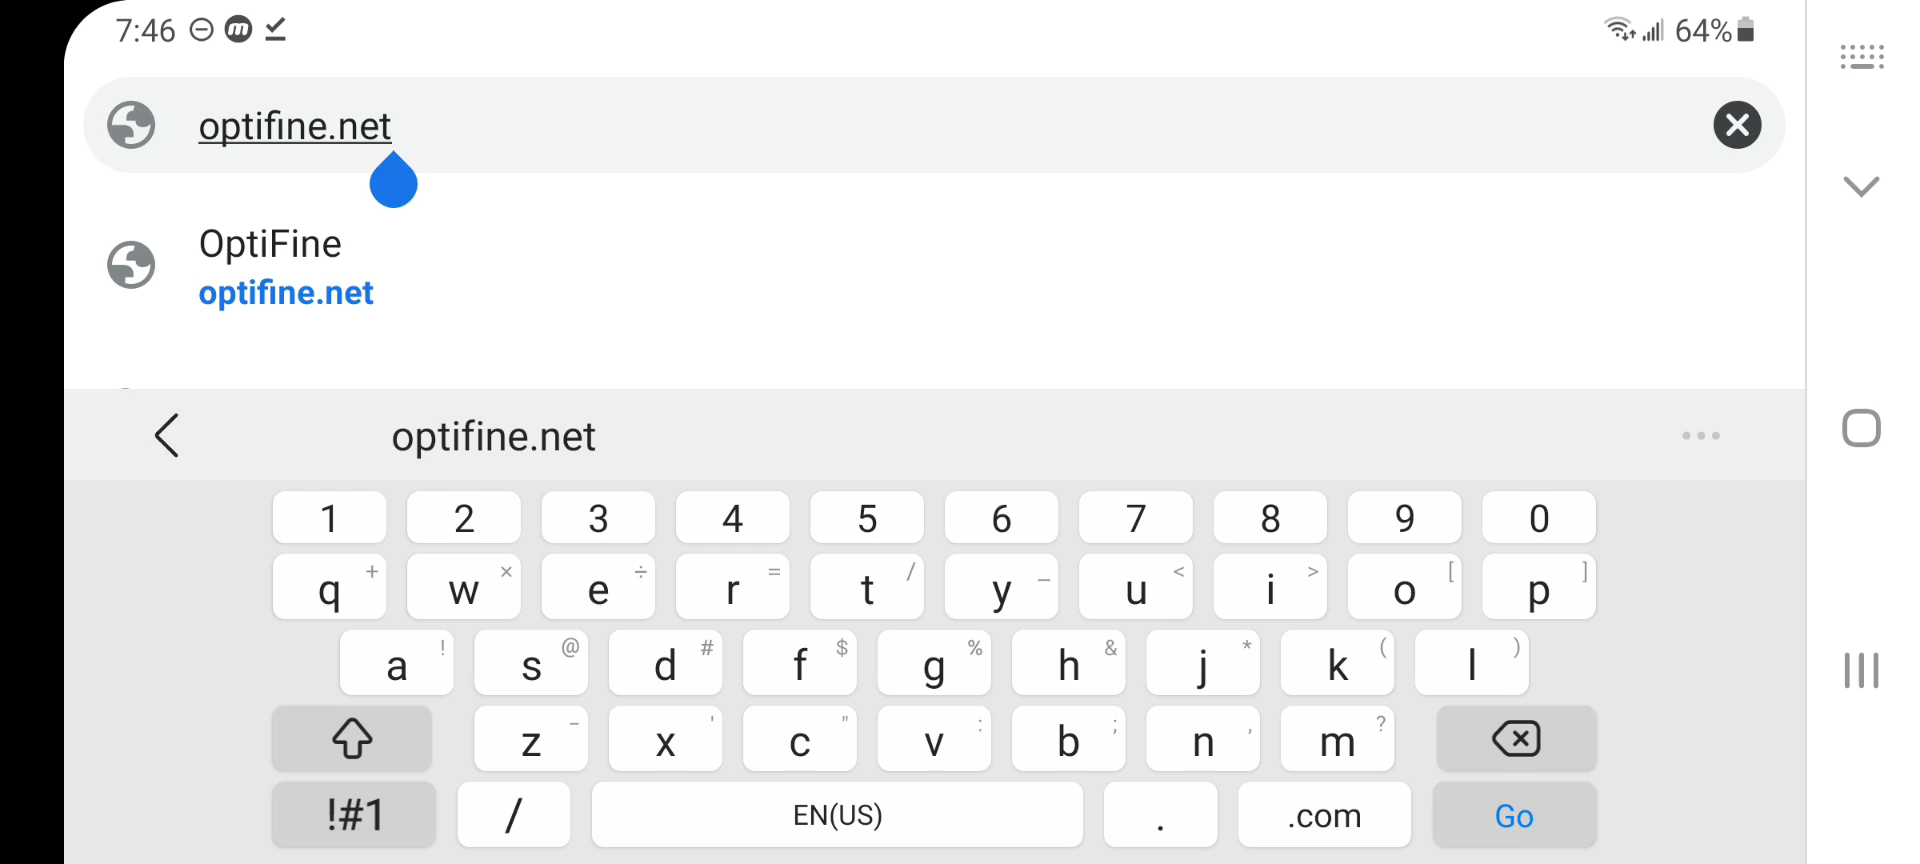 7:46 64%
optifine.net
OptiFine
optifine.net
optifine.net
1 2 3 4 5 6 7 8 9 0
q + w × e ÷ r = t / y _ u < i > o [ p ]
a ! s @ d # f $ g % h & j * k ( l )
z - x ' c " v : b ; n , m ?
!#1 / EN(US) . .com Go